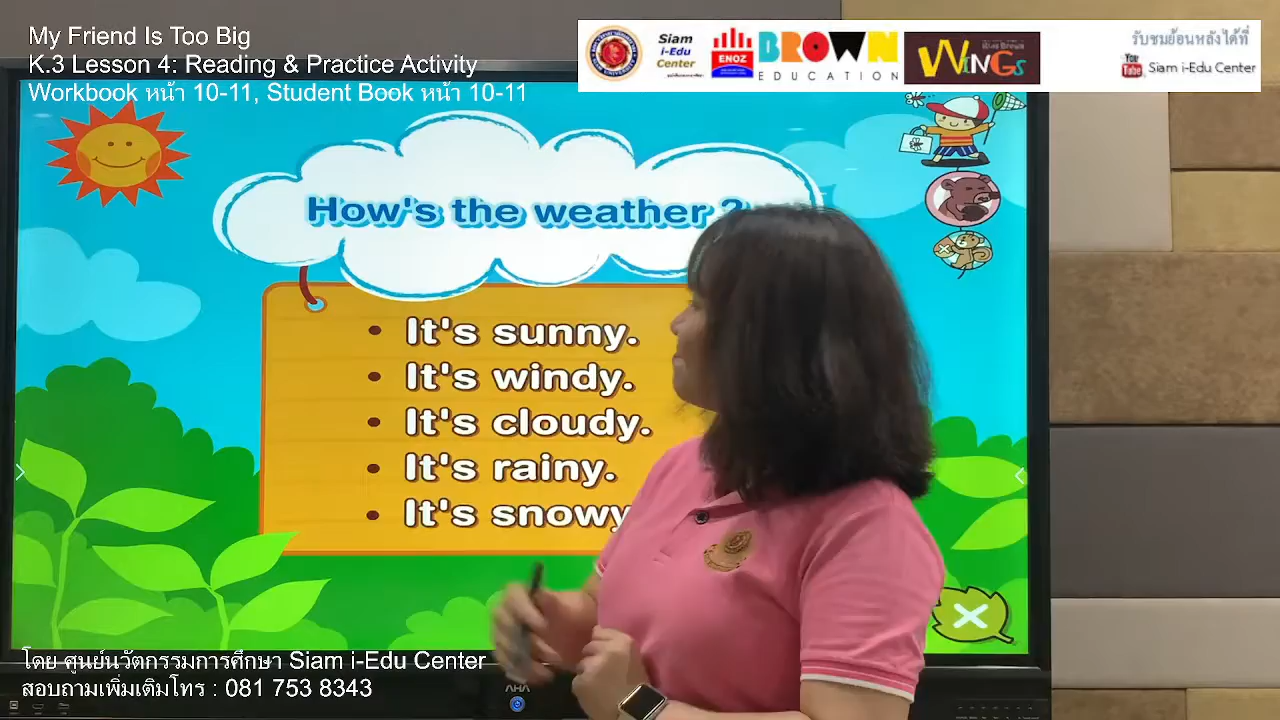 My Friend Is Too Big
K.3 Lesson 4: Reading & Practice Activity
Workbook หน้า 10-11, Student Book หน้า 10-11
Siam
i-Edu
Center
ENOZ
BROWN
EDUCATION
WINGS
รับชมย้อนหลังได้ที่
You
Tube
Siam i-Edu Center
How's the weather ?
• It's sunny.
• It's windy.
• It's cloudy.
• It's rainy.
• It's snowy
โดย ศูนย์นวัตกรรมการศึกษา Siam i-Edu Center
สอบถามเพิ่มเติมโทร : 081 753 8343
AHA